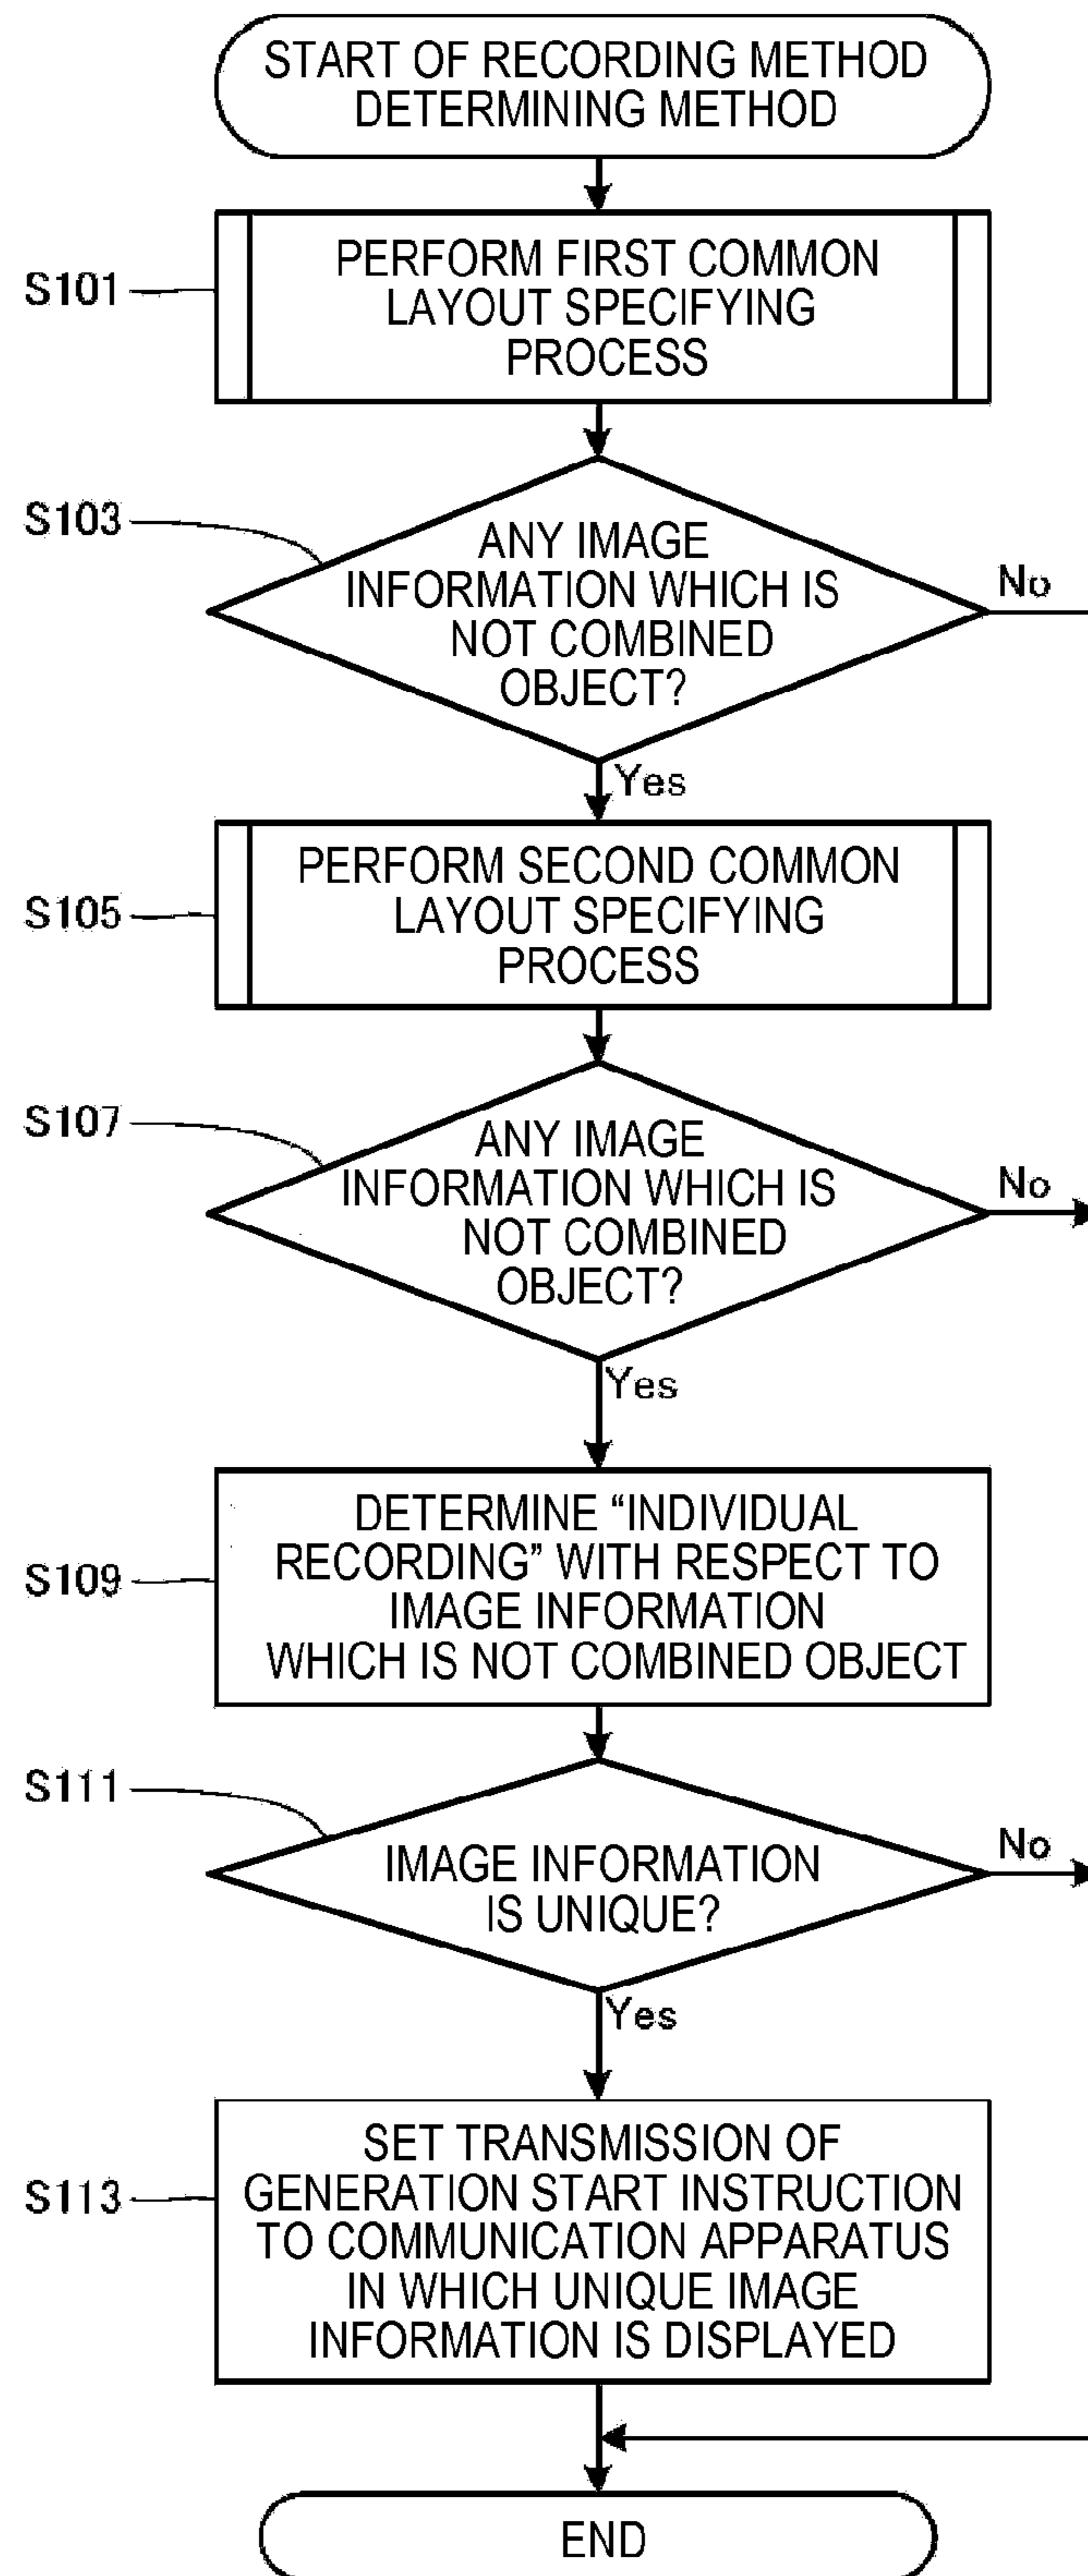 START OF RECORDING METHOD
DETERMINING METHOD
S101
PERFORM FIRST COMMON
LAYOUT SPECIFYING
PROCESS
S103
ANY IMAGE
INFORMATION WHICH IS
NOT COMBINED
OBJECT?
No
Yes
S105
PERFORM SECOND COMMON
LAYOUT SPECIFYING
PROCESS
S107
ANY IMAGE
INFORMATION WHICH IS
NOT COMBINED
OBJECT?
No
Yes
S109
DETERMINE “INDIVIDUAL
RECORDING” WITH RESPECT TO
IMAGE INFORMATION
WHICH IS NOT COMBINED OBJECT
S111
IMAGE INFORMATION
IS UNIQUE?
No
Yes
S113
SET TRANSMISSION OF
GENERATION START INSTRUCTION
TO COMMUNICATION APPARATUS
IN WHICH UNIQUE IMAGE
INFORMATION IS DISPLAYED
END